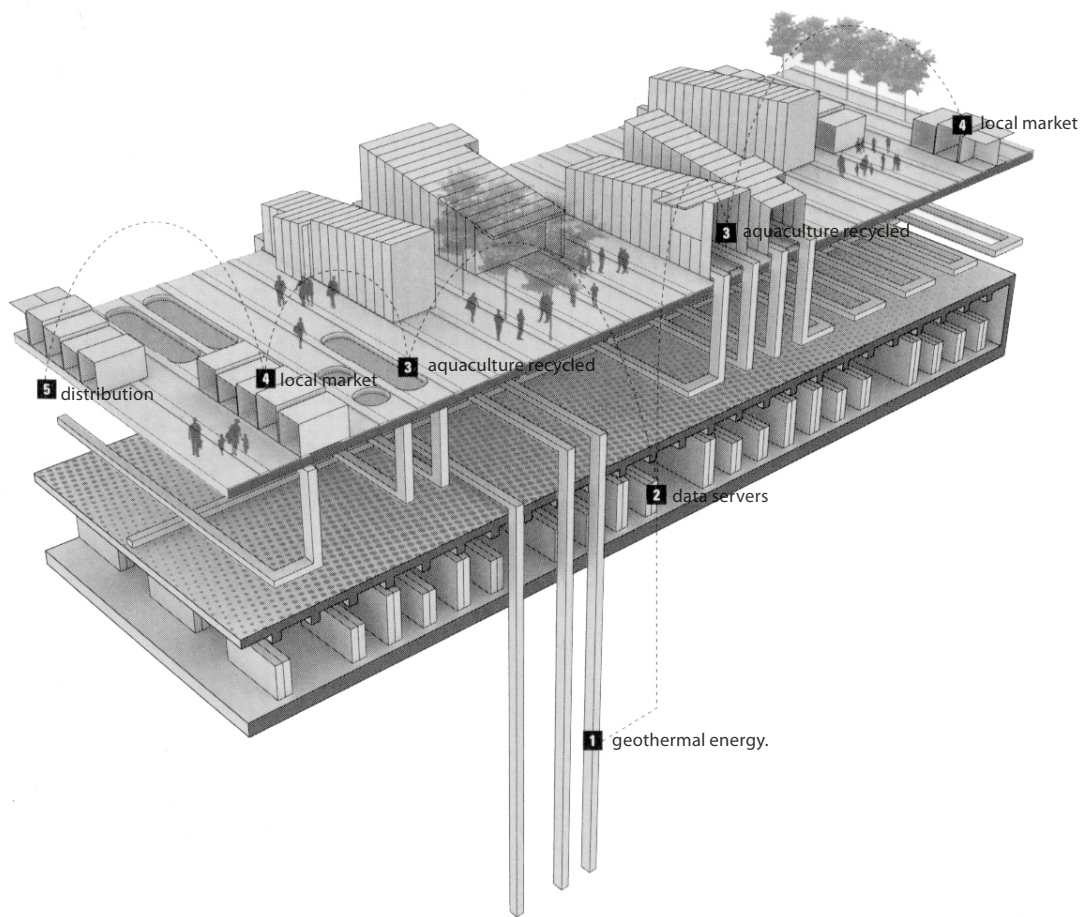 4 local market
3 aquaculture recycled
3 aquaculture recycled
4 local market
5 distribution
2 data servers
1 geothermal energy.